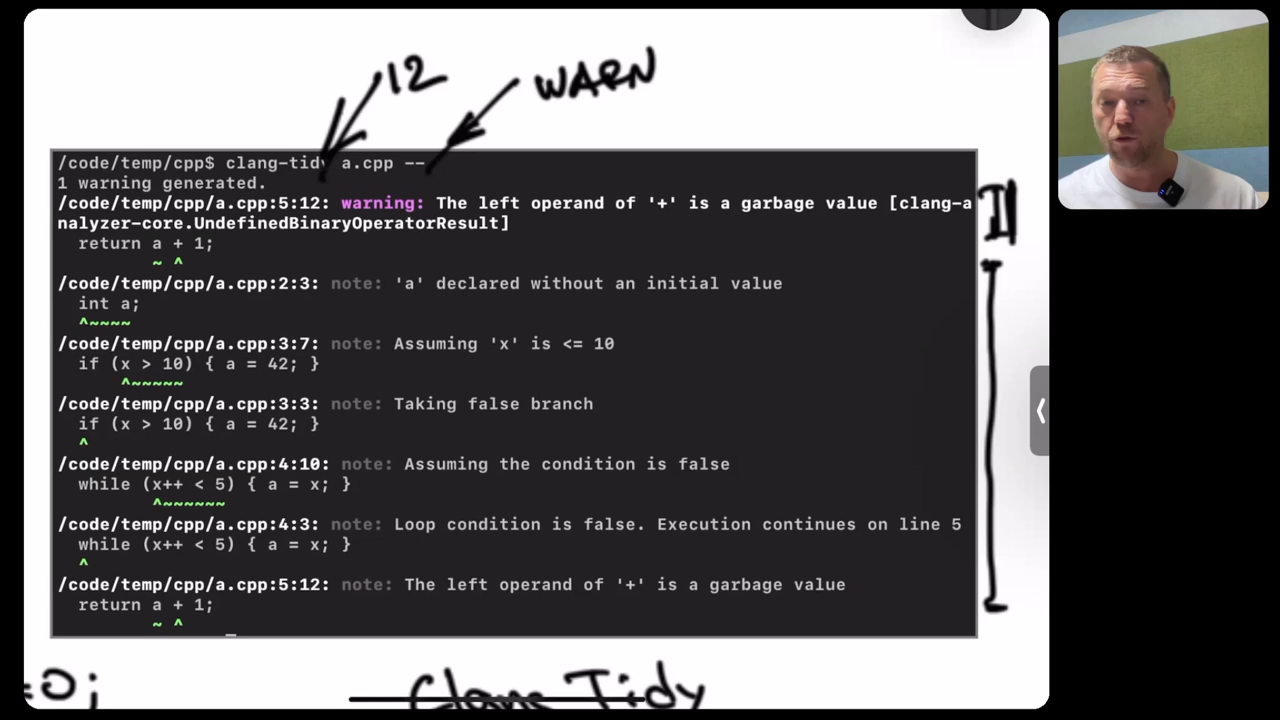 12
WARN
/code/temp/cpp$ clang-tidy a.cpp --
1 warning generated.
/code/temp/cpp/a.cpp:5:12: warning: The left operand of '+' is a garbage value [clang-a
nalyzer-core.UndefinedBinaryOperatorResult]
return a + 1;
~ ^
/code/temp/cpp/a.cpp:2:3: note: 'a' declared without an initial value
int a;
^~~~~
/code/temp/cpp/a.cpp:3:7: note: Assuming 'x' is <= 10
if (x > 10) { a = 42; }
^~~~~~
/code/temp/cpp/a.cpp:3:3: note: Taking false branch
if (x > 10) { a = 42; }
^
/code/temp/cpp/a.cpp:4:10: note: Assuming the condition is false
while (x++ < 5) { a = x; }
^~~~~~~
/code/temp/cpp/a.cpp:4:3: note: Loop condition is false. Execution continues on line 5
while (x++ < 5) { a = x; }
^
/code/temp/cpp/a.cpp:5:12: note: The left operand of '+' is a garbage value
return a + 1;
~ ^
=0;
Clang Tidy